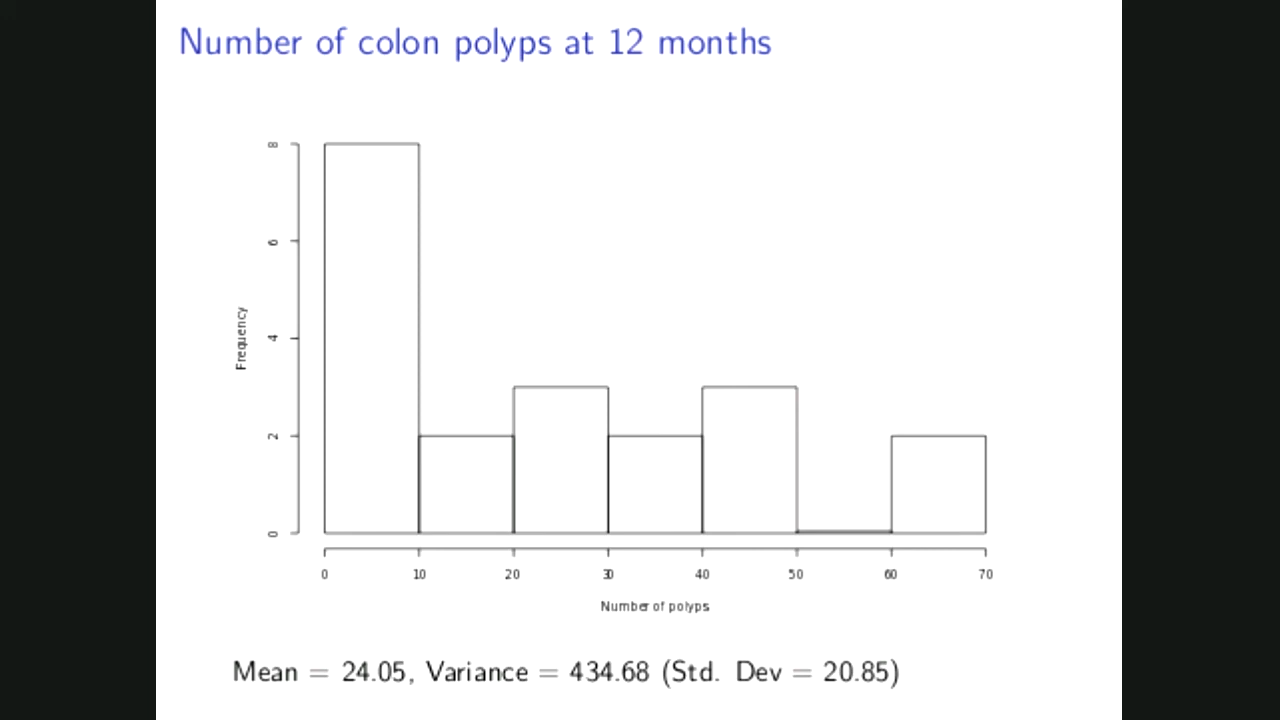 Number of colon polyps at 12 months
8
6
4
2
0
Frequency
0 10 20 30 40 50 60 70
Number of polyps
Mean = 24.05, Variance = 434.68 (Std. Dev = 20.85)